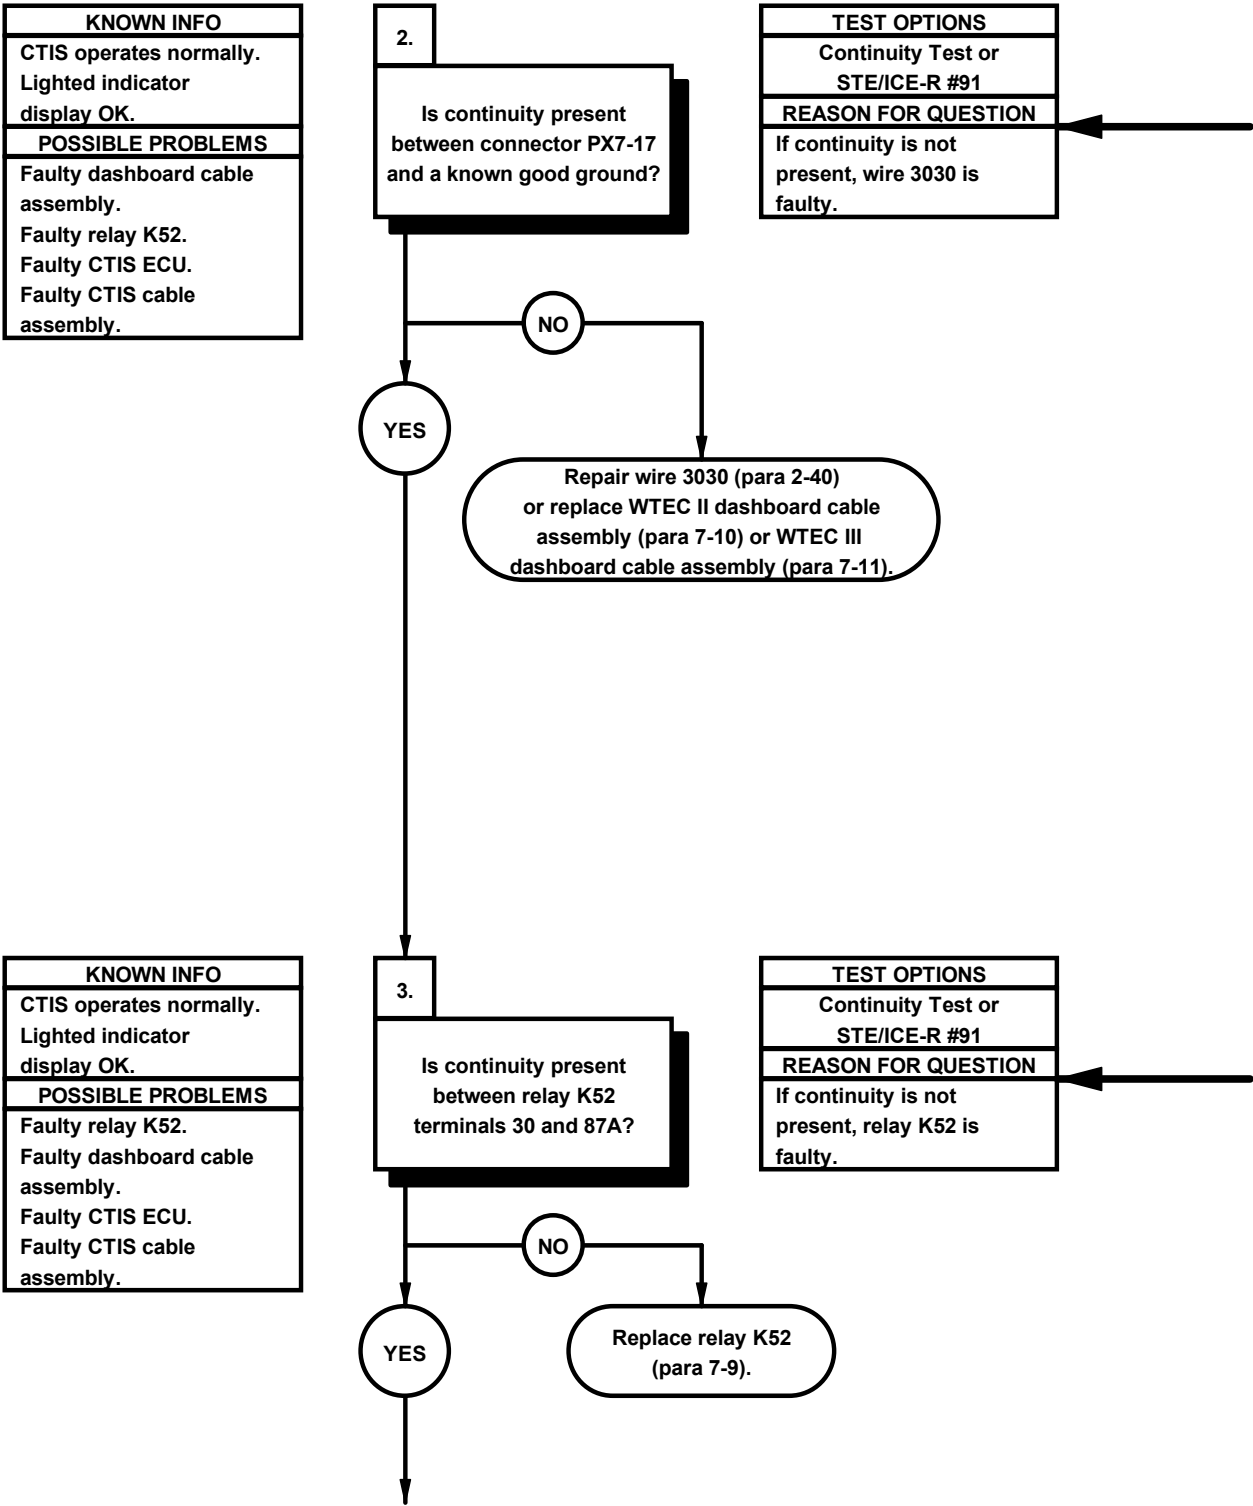 KNOWN INFO
CTIS operates normally.
Lighted indicator
display OK.
POSSIBLE PROBLEMS
Faulty dashboard cable
assembly.
Faulty relay K52.
Faulty CTIS ECU.
Faulty CTIS cable
assembly.
2.
Is continuity present
between connector PX7-17
and a known good ground?
TEST OPTIONS
Continuity Test or
STE/ICE-R #91
REASON FOR QUESTION
If continuity is not
present, wire 3030 is
faulty.
NO
YES
Repair wire 3030 (para 2-40)
or replace WTEC II dashboard cable
assembly (para 7-10) or WTEC III
dashboard cable assembly (para 7-11).
KNOWN INFO
CTIS operates normally.
Lighted indicator
display OK.
POSSIBLE PROBLEMS
Faulty relay K52.
Faulty dashboard cable
assembly.
Faulty CTIS ECU.
Faulty CTIS cable
assembly.
3.
Is continuity present
between relay K52
terminals 30 and 87A?
TEST OPTIONS
Continuity Test or
STE/ICE-R #91
REASON FOR QUESTION
If continuity is not
present, relay K52 is
faulty.
NO
YES
Replace relay K52
(para 7-9).